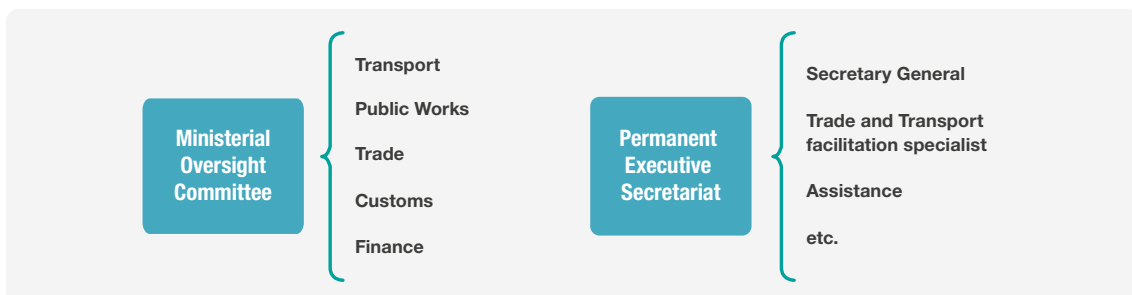 Ministerial
Oversight
Committee
Transport
Public Works
Trade
Customs
Finance
Permanent
Executive
Secretariat
Secretary General
Trade and Transport
facilitation specialist
Assistance
etc.